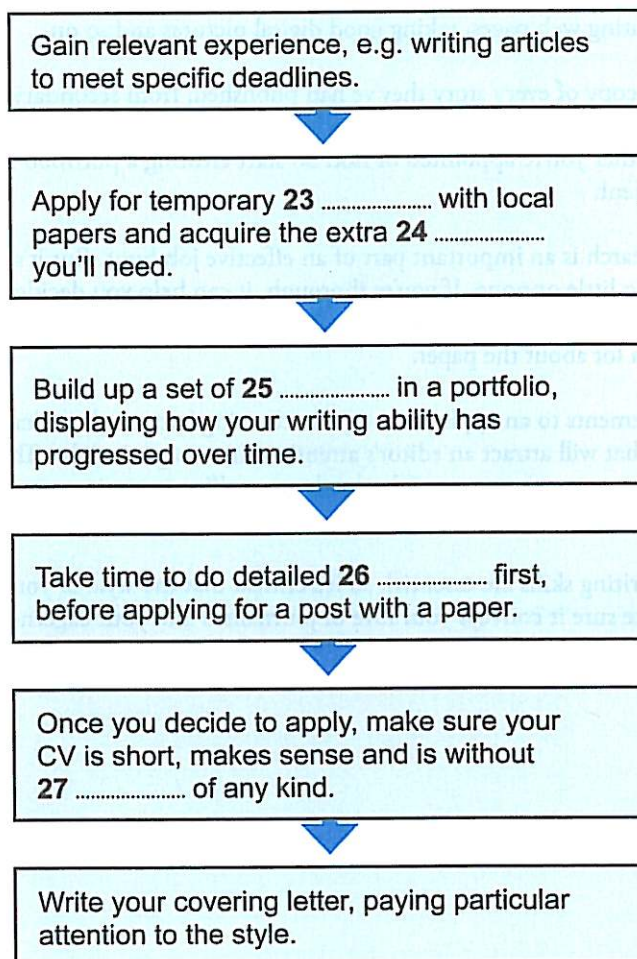 Gain relevant experience, e.g. writing articles
to meet specific deadlines.
Apply for temporary 23 .................... with local
papers and acquire the extra 24 ....................
you'll need.
Build up a set of 25 .................... in a portfolio,
displaying how your writing ability has
progressed over time.
Take time to do detailed 26 .................... first,
before applying for a post with a paper.
Once you decide to apply, make sure your
CV is short, makes sense and is without
27 .................... of any kind.
Write your covering letter, paying particular
attention to the style.